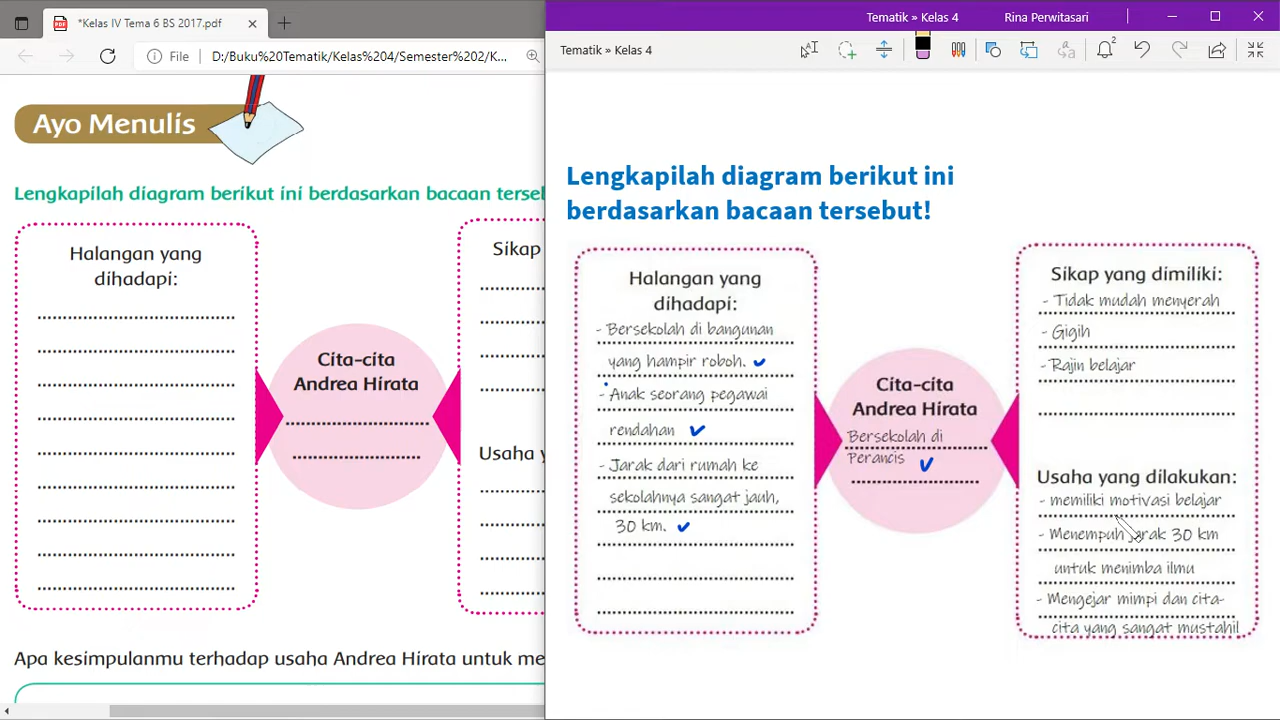 *Kelas IV Tema 6 BS 2017.pdf
File
D:/Buku%20Tematik/Kelas%204/Semester%202/K...
Ayo Menulis
Lengkapilah diagram berikut ini berdasarkan bacaan terse
Halangan yang
dihadapi:
Cita-cita
Andrea Hirata
Sikap
Usaha y
Apa kesimpulanmu terhadap usaha Andrea Hirata untuk me
Tematik » Kelas 4
Rina Perwitasari
Tematik » Kelas 4
Lengkapilah diagram berikut ini
berdasarkan bacaan tersebut!
Halangan yang
dihadapi:
- Bersekolah di bangunan
yang hampir roboh.
- Anak seorang pegawai
rendahan
- Jarak dari rumah ke
sekolahnya sangat jauh,
30 km.
Cita-cita
Andrea Hirata
Bersekolah di
Perancis
Sikap yang dimiliki:
- Tidak mudah menyerah
- Gigih
- Rajin belajar
Usaha yang dilakukan:
- memiliki motivasi belajar
- Menempuh jarak 30 km
untuk menimba ilmu
- Mengejar mimpi dan cita-
cita yang sangat mustahil